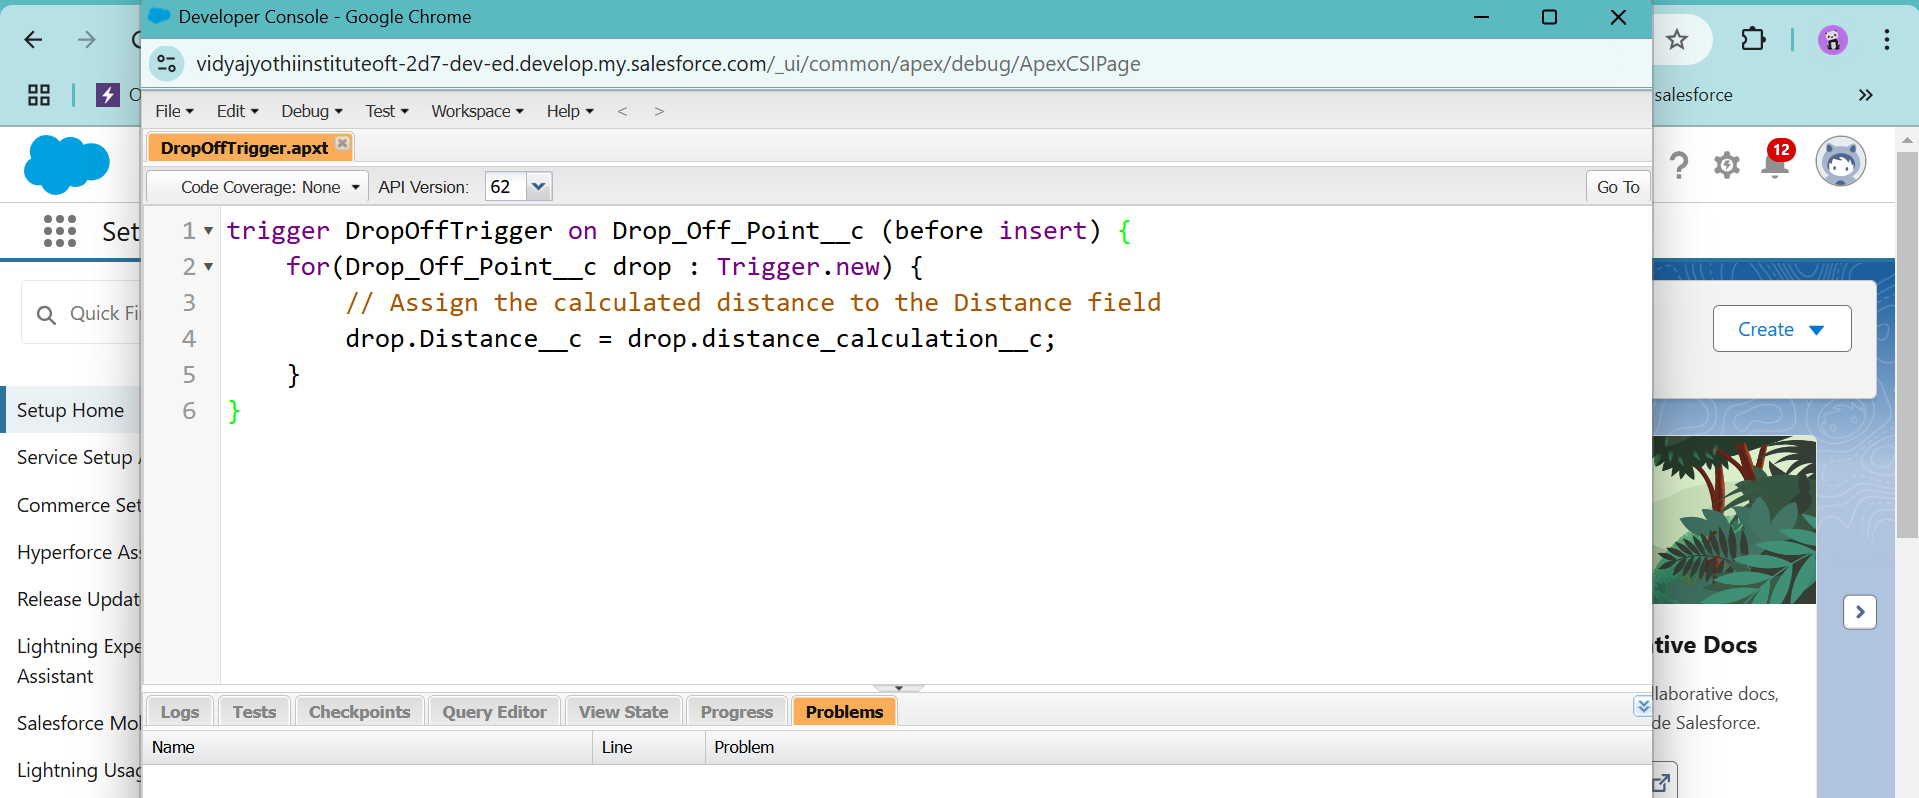 Developer Console - Google Chrome
vidyajyothiinstituteoft-2d7-dev-ed.develop.my.salesforce.com/_ui/common/apex/debug/ApexCSIPage
salesforce
File Edit Debug Test Workspace Help < >
DropOffTrigger.apxt
12
Code Coverage: None API Version: 62 Go To
Set
1 trigger DropOffTrigger on Drop_Off_Point__c (before insert) {
2 for(Drop_Off_Point__c drop : Trigger.new) {
3 // Assign the calculated distance to the Distance field
4 drop.Distance__c = drop.distance_calculation__c;
5 }
6 }
Quick Fi
Create
Setup Home
Service Setup A
Commerce Set
Hyperforce Ass
Release Updat
Lightning Expe
Assistant
Salesforce Mo
Lightning Usag
tive Docs
llaborative docs,
de Salesforce.
Logs Tests Checkpoints Query Editor View State Progress Problems
Name Line Problem